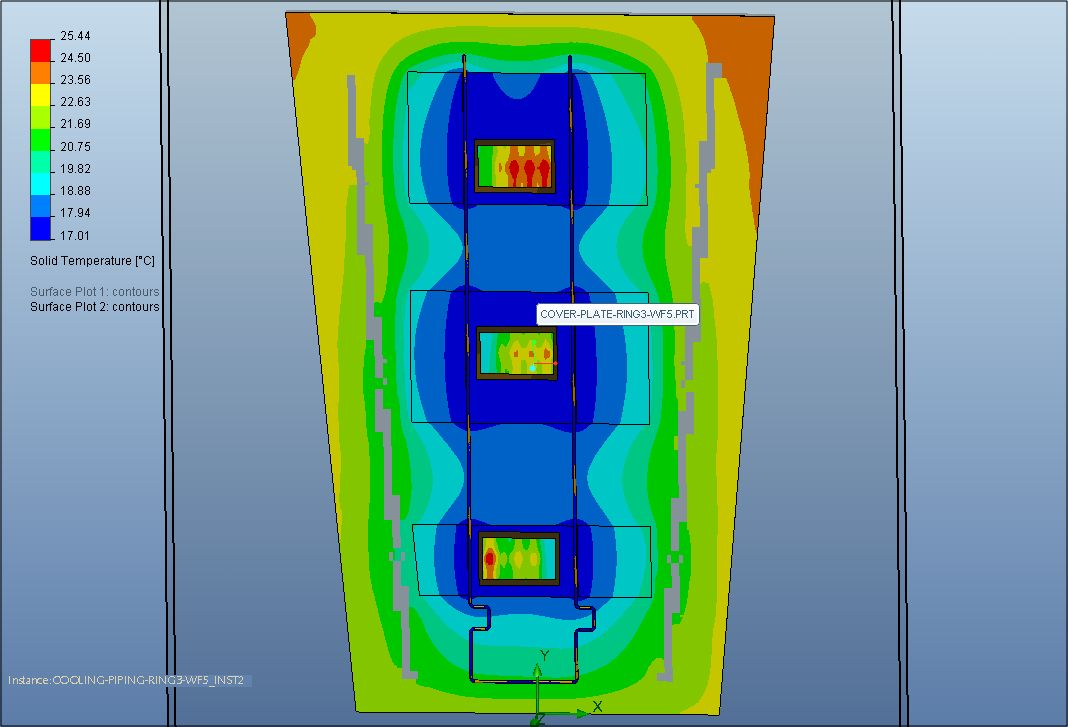 25.44
24.50
23.56
22.63
21.69
20.75
19.82
18.88
17.94
17.01
Solid Temperature [°C]
Surface Plot 1: contours
Surface Plot 2: contours
COVER-PLATE-RING3-WF5.PRT
Instance:COOLING-PIPING-RING3-WF5_INST2
Y
X
Z